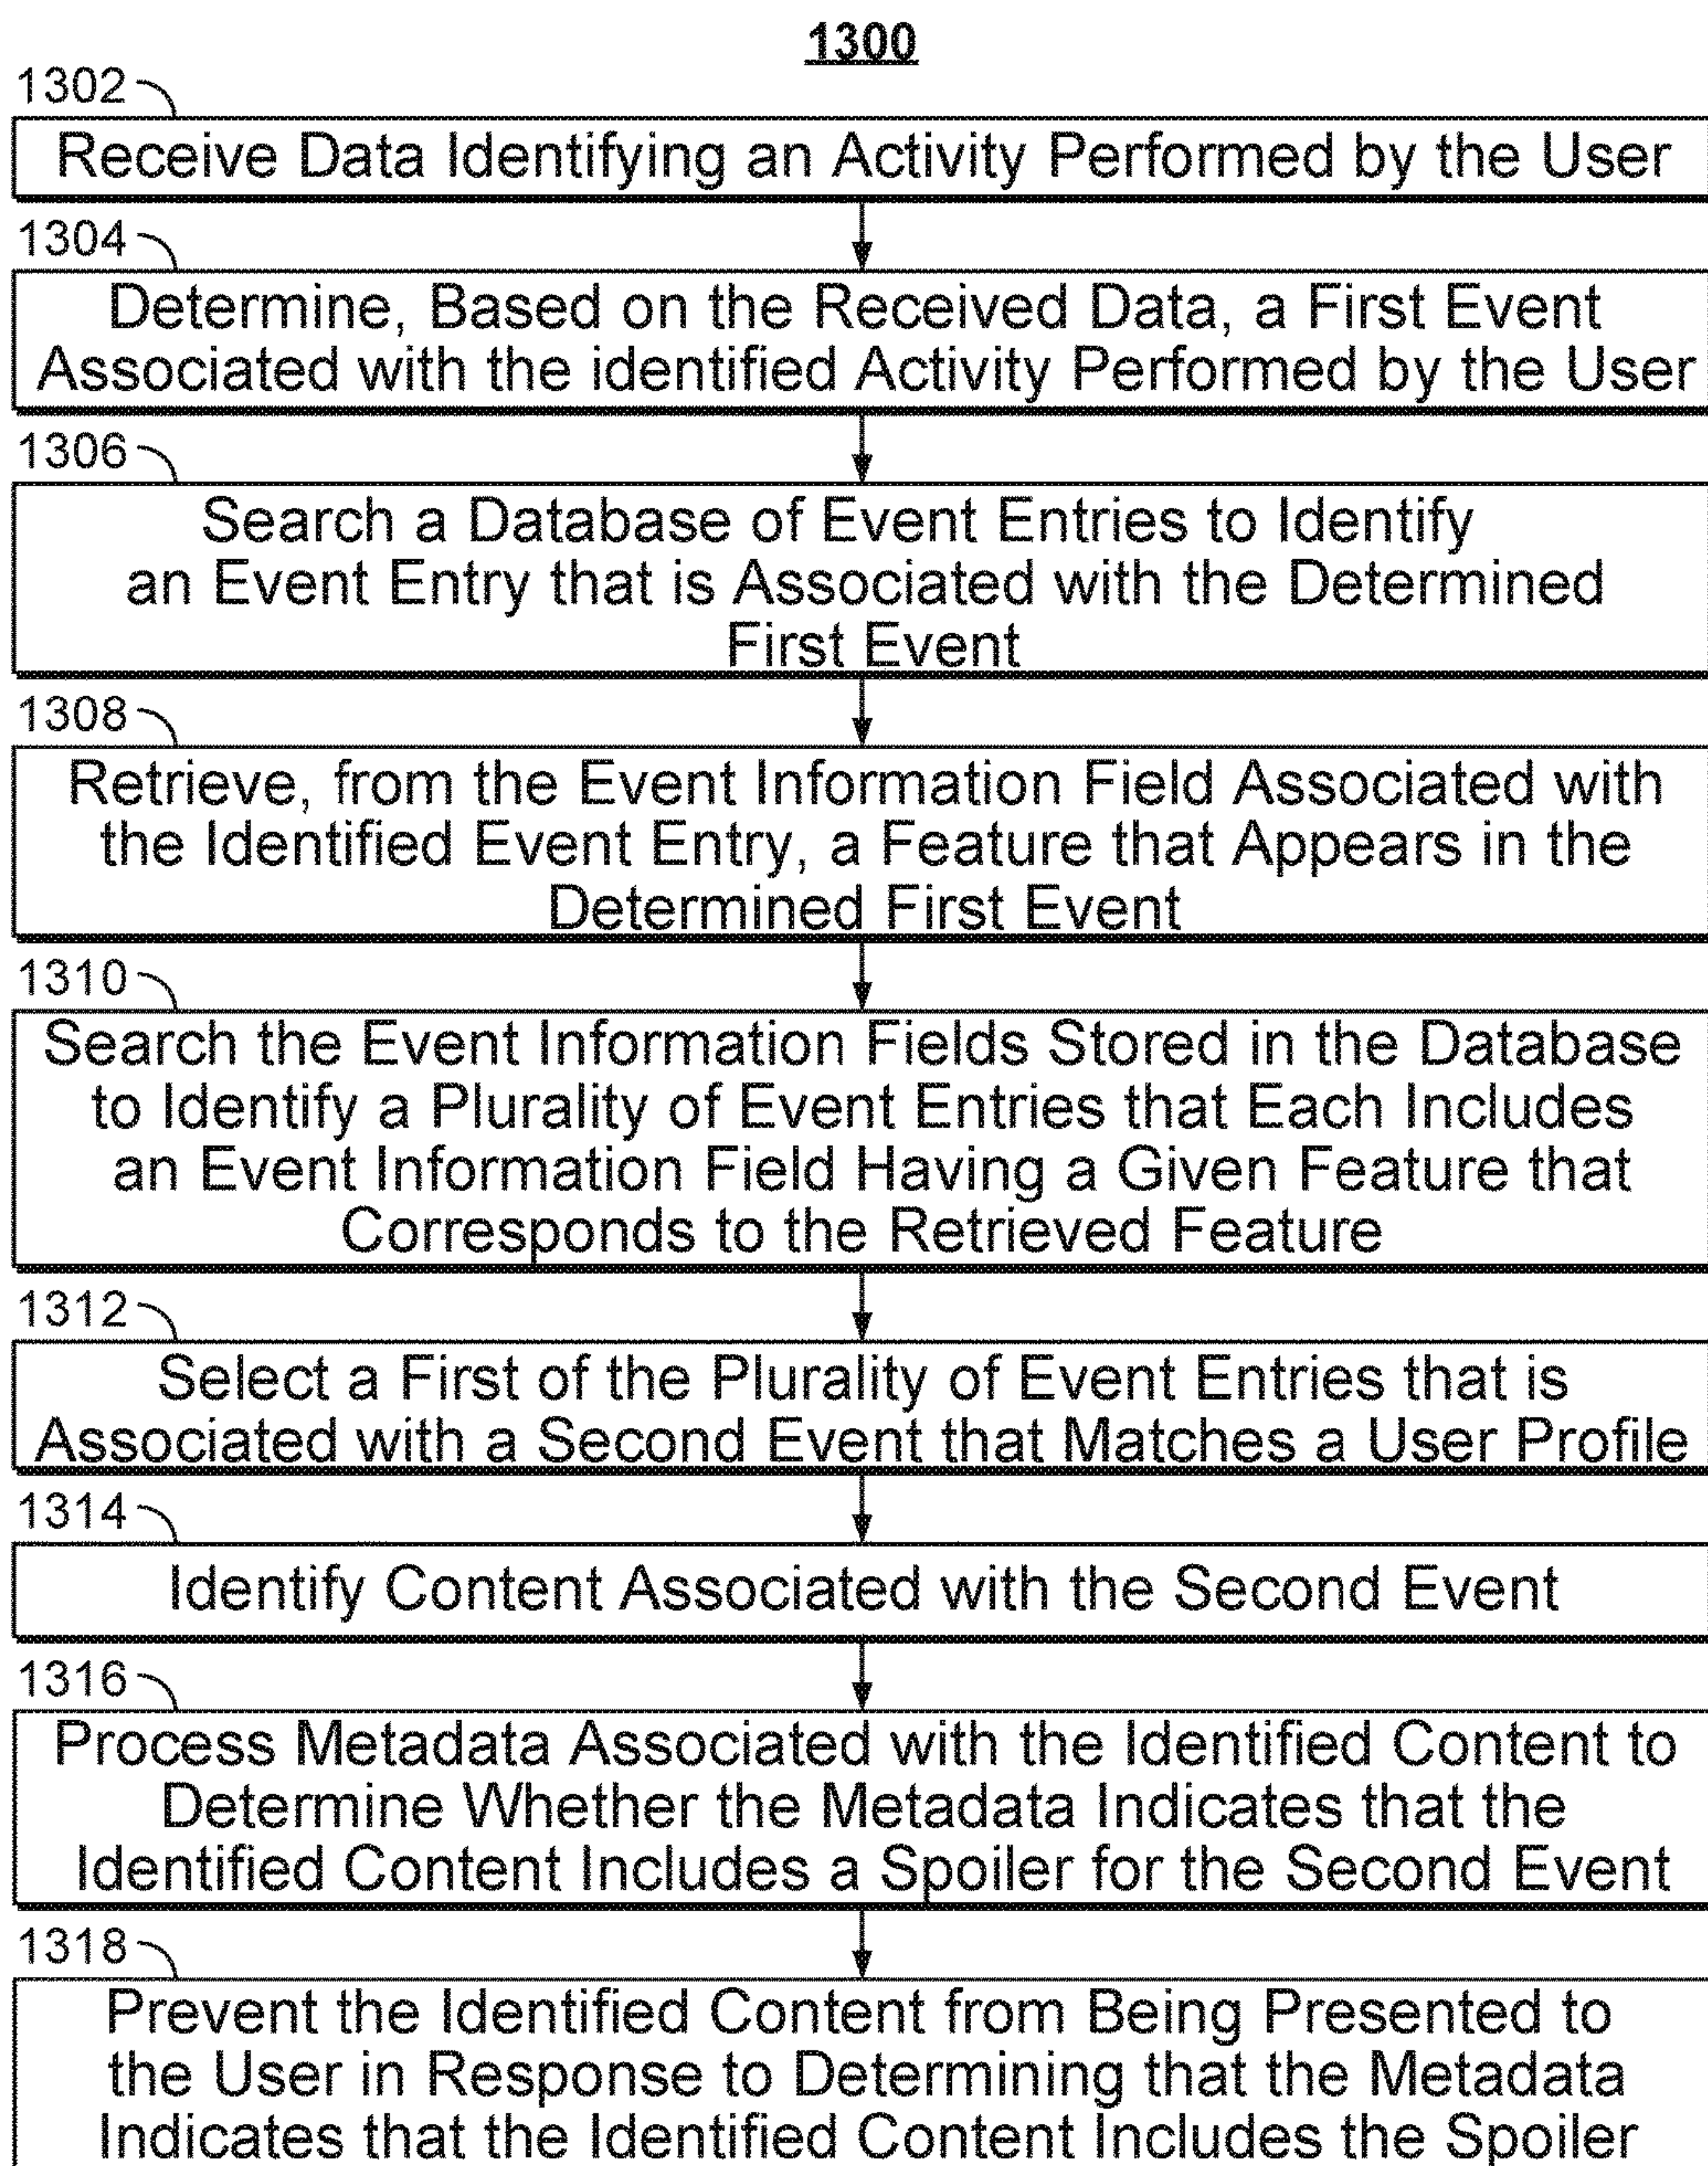 1300
1302
Receive Data Identifying an Activity Performed by the User
1304
Determine, Based on the Received Data, a First Event
Associated with the identified Activity Performed by the User
1306
Search a Database of Event Entries to Identify
an Event Entry that is Associated with the Determined
First Event
1308
Retrieve, from the Event Information Field Associated with
the Identified Event Entry, a Feature that Appears in the
Determined First Event
1310
Search the Event Information Fields Stored in the Database
to Identify a Plurality of Event Entries that Each Includes
an Event Information Field Having a Given Feature that
Corresponds to the Retrieved Feature
1312
Select a First of the Plurality of Event Entries that is
Associated with a Second Event that Matches a User Profile
1314
Identify Content Associated with the Second Event
1316
Process Metadata Associated with the Identified Content to
Determine Whether the Metadata Indicates that the
Identified Content Includes a Spoiler for the Second Event
1318
Prevent the Identified Content from Being Presented to
the User in Response to Determining that the Metadata
Indicates that the Identified Content Includes the Spoiler